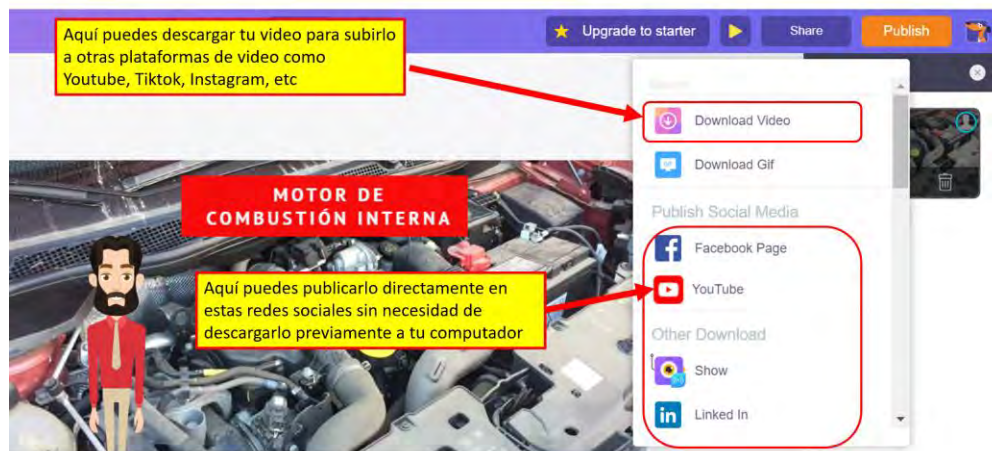 Aquí puedes descargar tu video para subirlo
a otras plataformas de video como
Youtube, Tiktok, Instagram, etc
Upgrade to starter
Share
Publish
Download Video
Download Gif
MOTOR DE
COMBUSTIÓN INTERNA
Publish Social Media
Facebook Page
Aquí puedes publicarlo directamente en
estas redes sociales sin necesidad de
descargarlo previamente a tu computador
YouTube
Other Download
Show
Linked In